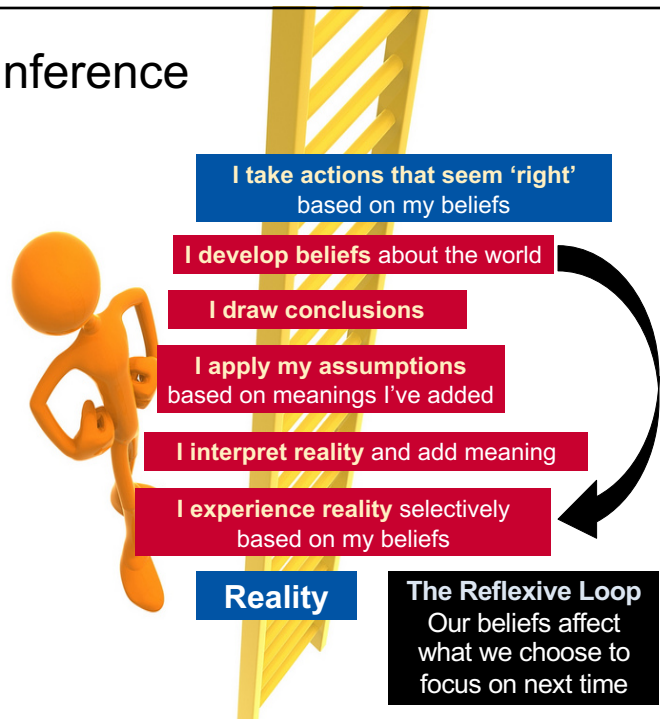 nference
I take actions that seem ‘right’
based on my beliefs
I develop beliefs about the world
I draw conclusions
I apply my assumptions
based on meanings I’ve added
I interpret reality and add meaning
I experience reality selectively
based on my beliefs
Reality
The Reflexive Loop
Our beliefs affect
what we choose to
focus on next time